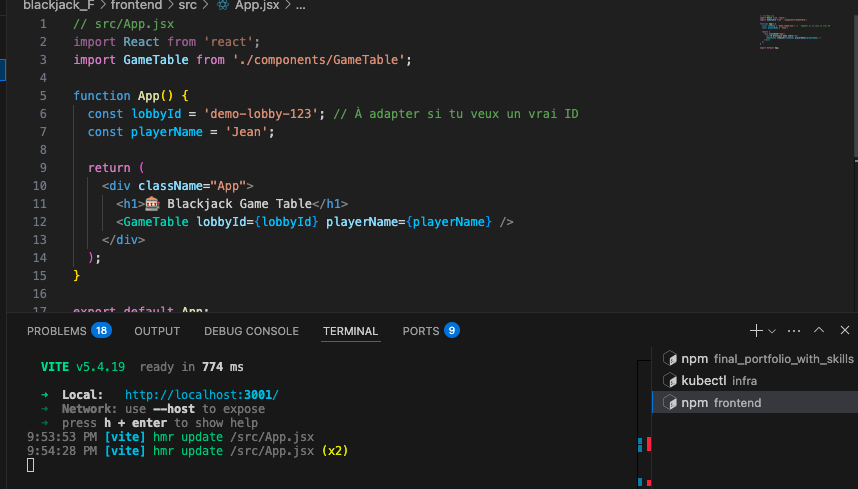 blackjack_F > frontend > src > App.jsx > ...
1 // src/App.jsx
2 import React from 'react';
3 import GameTable from './components/GameTable';
4
5 function App() {
6 const lobbyId = 'demo-lobby-123'; // À adapter si tu veux un vrai ID
7 const playerName = 'Jean';
8
9 return (
10 <div className="App">
11 <h1>🎰 Blackjack Game Table</h1>
12 <GameTable lobbyId={lobbyId} playerName={playerName} />
13 </div>
14 );
15 }
16
17 export default App;
PROBLEMS 18 OUTPUT DEBUG CONSOLE TERMINAL PORTS 9
VITE v5.4.19 ready in 774 ms
➜ Local: http://localhost:3001/
➜ Network: use --host to expose
➜ press h + enter to show help
9:53:53 PM [vite] hmr update /src/App.jsx
9:54:28 PM [vite] hmr update /src/App.jsx (x2)
npm final_portfolio_with_skills
kubectl infra
npm frontend